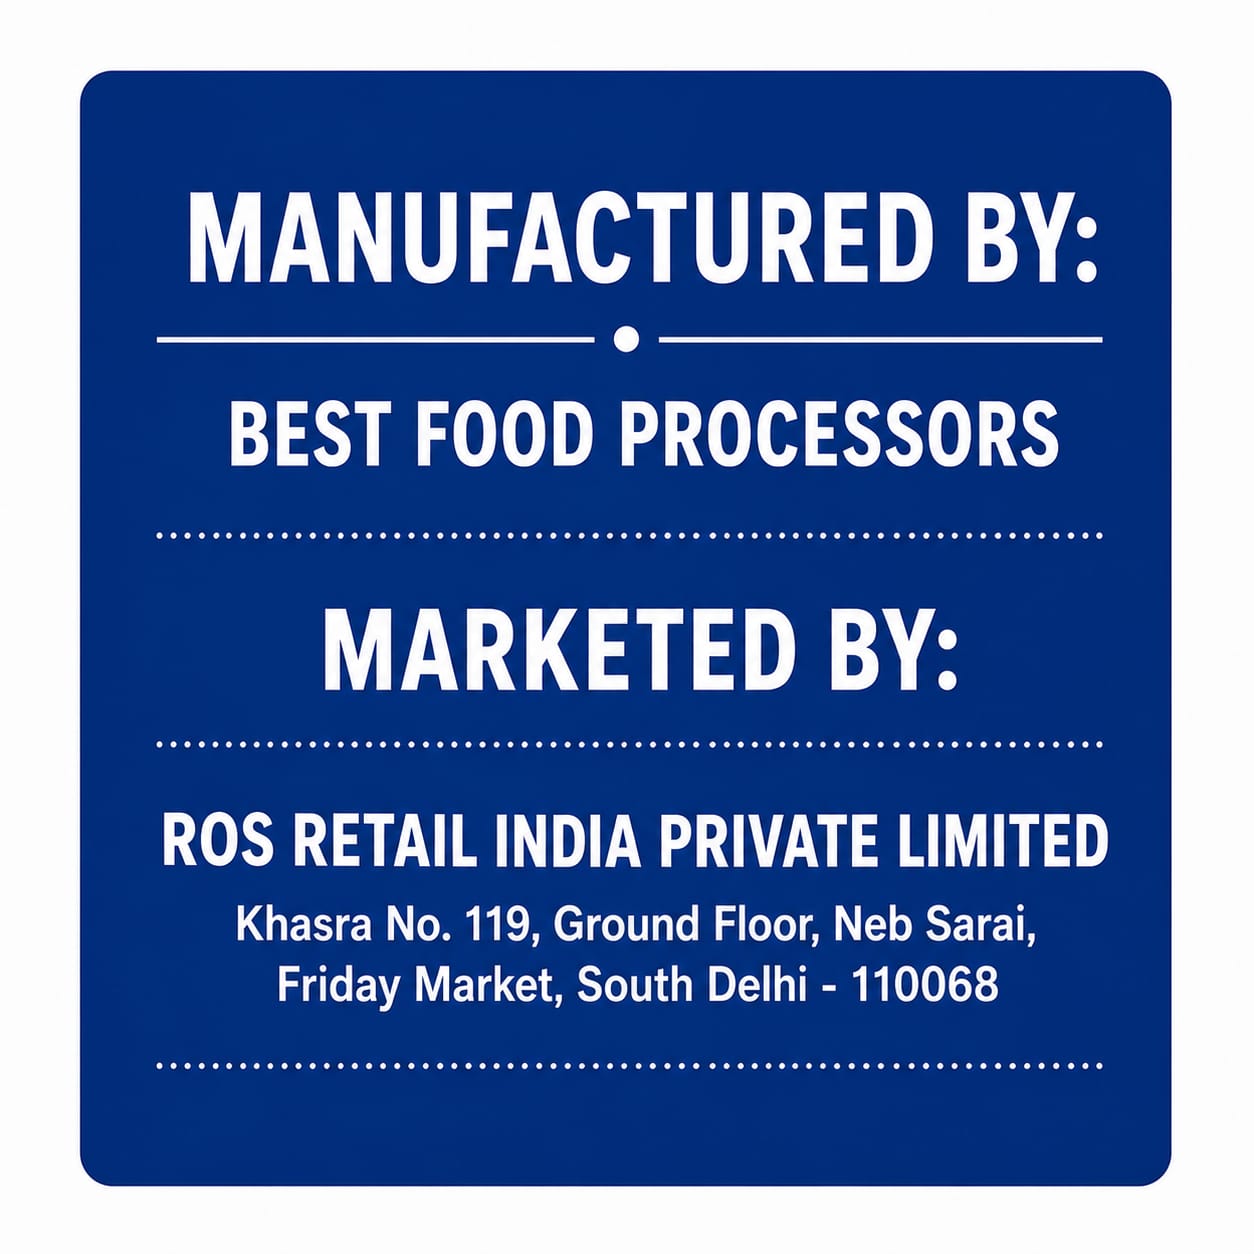 MANUFACTURED BY:
BEST FOOD PROCESSORS
MARKETED BY:
ROS RETAIL INDIA PRIVATE LIMITED
Khasra No. 119, Ground Floor, Neb Sarai,
Friday Market, South Delhi - 110068